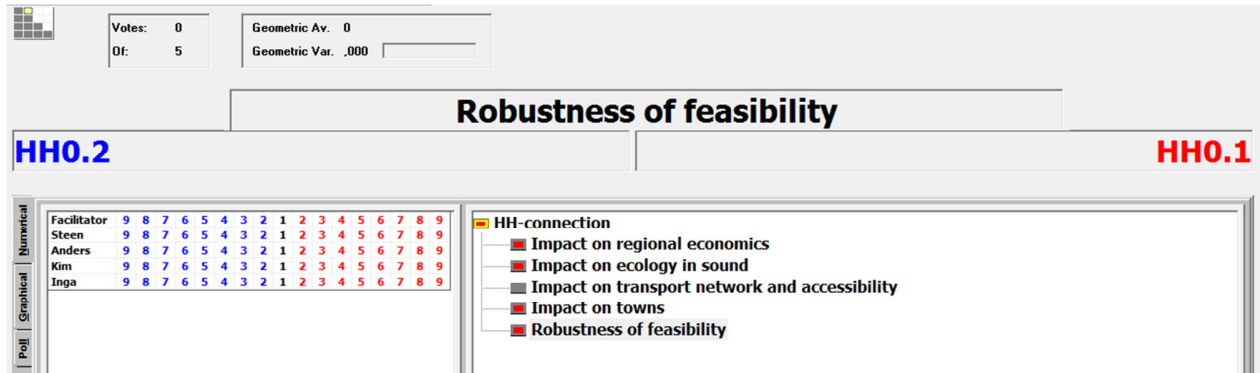 Votes: 0 Geometric Av. 0
Of: 5 Geometric Var. ,000
Robustness of feasibility
HH0.2 HH0.1
Numerical
Graphical
Poll
Facilitator 9 8 7 6 5 4 3 2 1 2 3 4 5 6 7 8 9
Steen 9 8 7 6 5 4 3 2 1 2 3 4 5 6 7 8 9
Anders 9 8 7 6 5 4 3 2 1 2 3 4 5 6 7 8 9
Kim 9 8 7 6 5 4 3 2 1 2 3 4 5 6 7 8 9
Inga 9 8 7 6 5 4 3 2 1 2 3 4 5 6 7 8 9
HH-connection
Impact on regional economics
Impact on ecology in sound
Impact on transport network and accessibility
Impact on towns
Robustness of feasibility